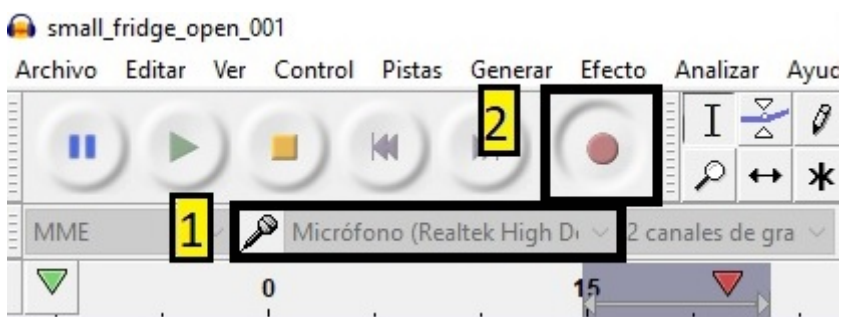 small_fridge_open_001
Archivo Editar Ver Control Pistas Generar Efecto Analizar Ayuc
2
1
MME Micrófono (Realtek High D 2 canales de gra
0 15